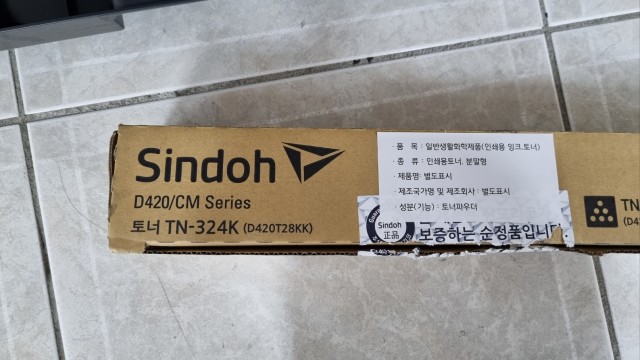 Sindoh
D420/CM Series
토너 TN-324K (D420T28KK)
· 품 목 : 일반생활화학제품(인쇄용 잉크.토너)
· 종 류 : 인쇄용토너, 분말형
· 제품명: 별도표시
· 제조국가명 및 제조회사 : 별도표시
· 성분(기능) : 토너파우더
Sindoh
正品
보증하는 순정품입니다.